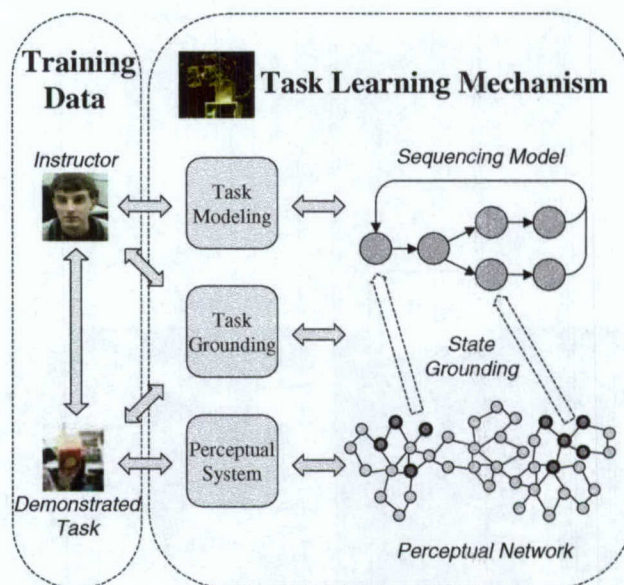 Training
Data
Task Learning Mechanism
Instructor
Sequencing Model
Task
Modeling
Task
Grounding
State
Grounding
Perceptual
System
Demonstrated
Task
Perceptual Network